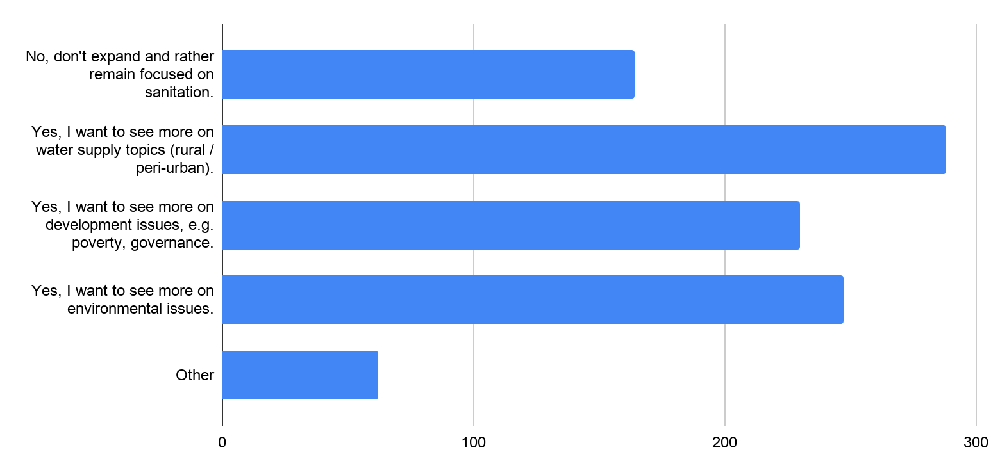 No, don't expand and rather
remain focused on
sanitation.
Yes, I want to see more on
water supply topics (rural /
peri-urban).
Yes, I want to see more on
development issues, e.g.
poverty, governance.
Yes, I want to see more on
environmental issues.
Other
0 100 200 300